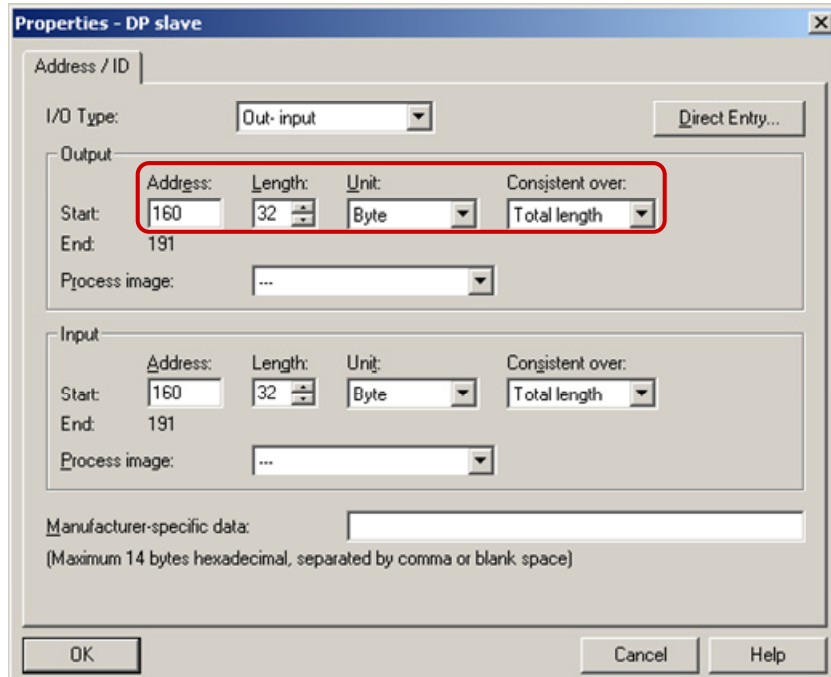 Properties - DP slave
Address / ID
I/O Type: Out- input Direct Entry...
Output
Address: Length: Unit: Consistent over:
Start: 160 32 Byte Total length
End: 191
Process image: ---
Input
Address: Length: Unit: Consistent over:
Start: 160 32 Byte Total length
End: 191
Process image: ---
Manufacturer-specific data:
(Maximum 14 bytes hexadecimal, separated by comma or blank space)
OK Cancel Help